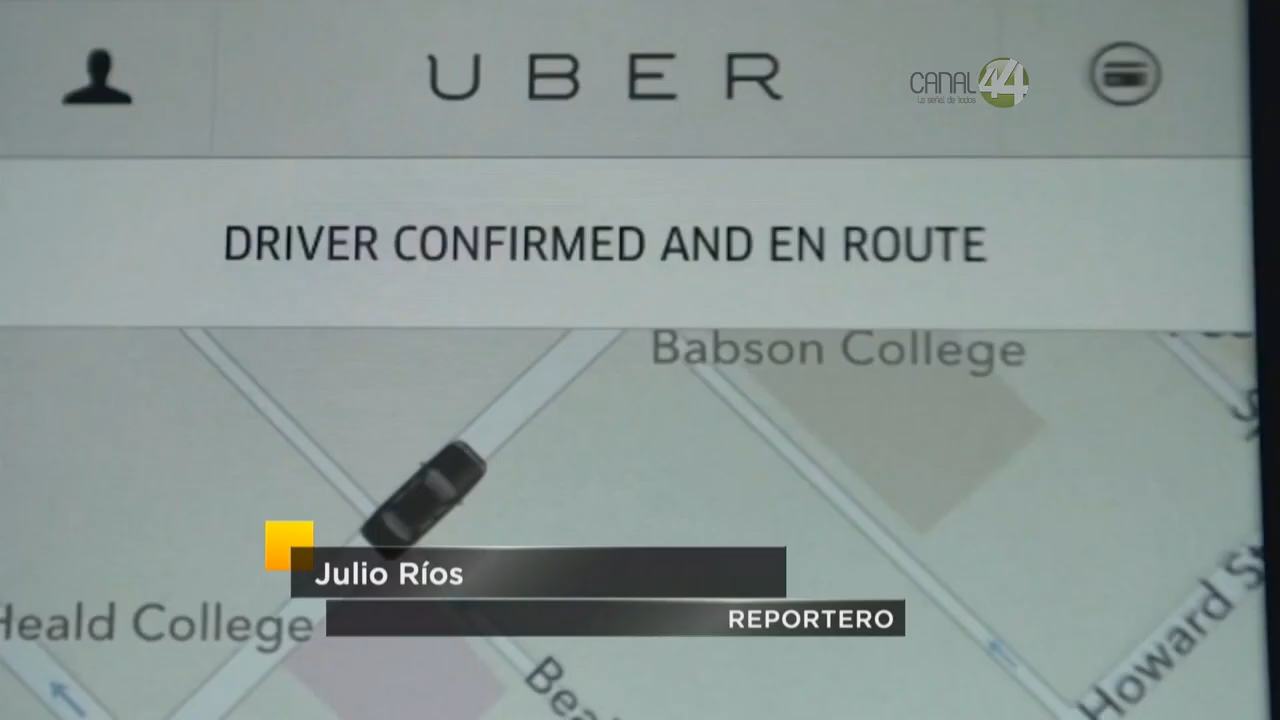 UBER
CANAL 44
La señal de todos
DRIVER CONFIRMED AND EN ROUTE
Babson College
Julio Ríos
REPORTERO
Heald College
Howard St